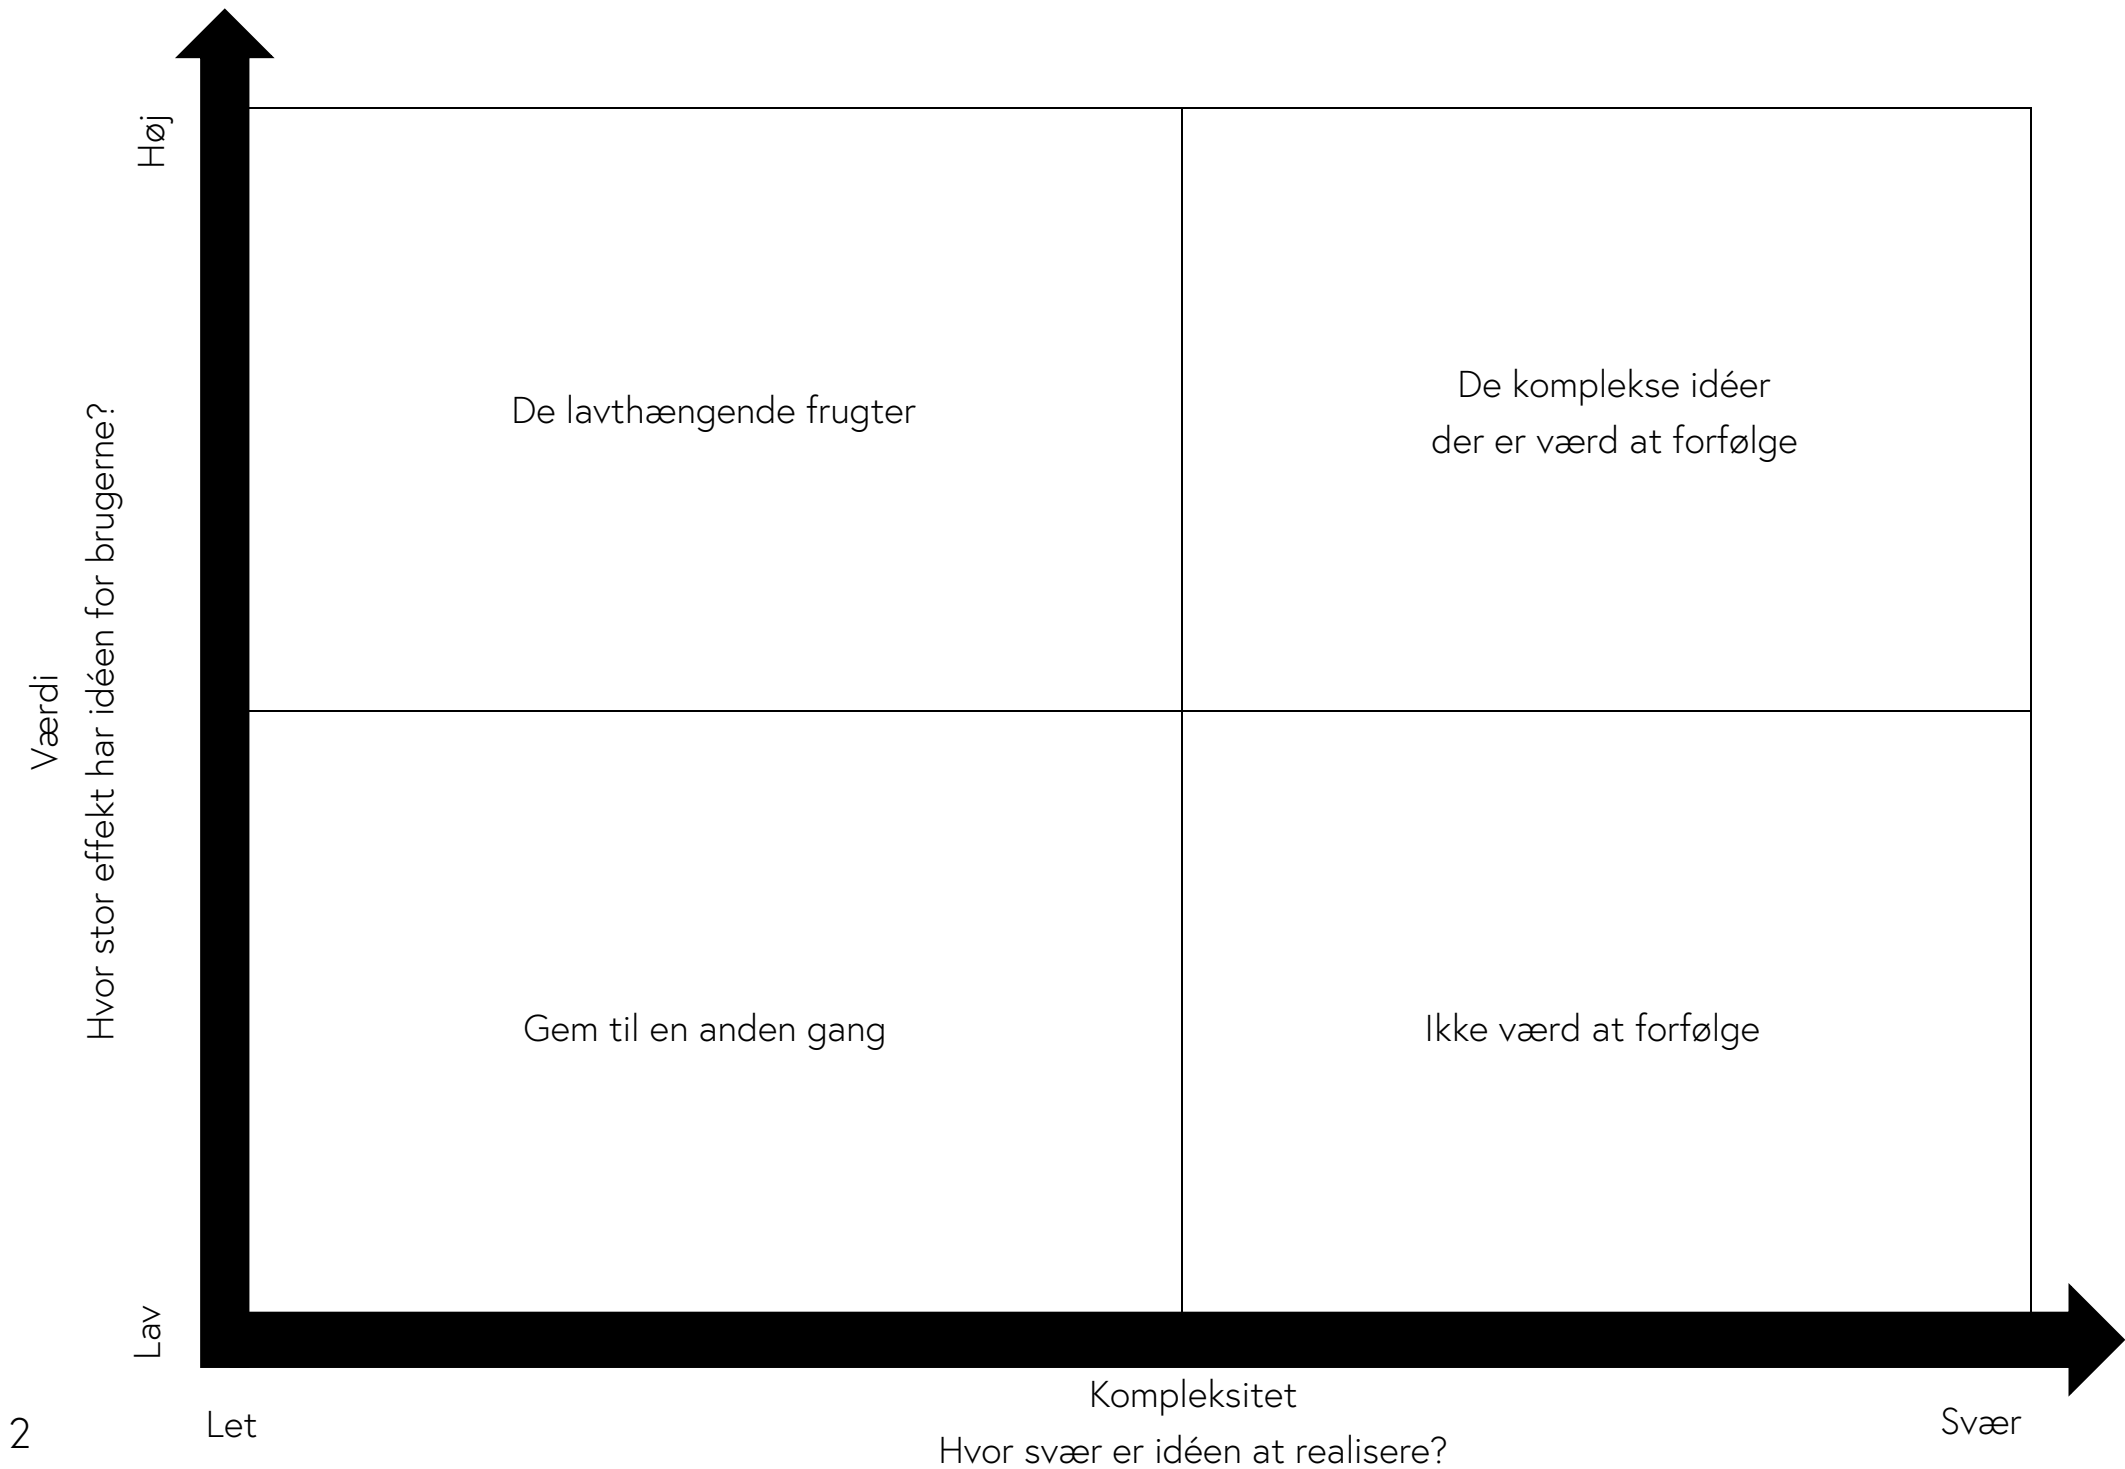 Høj
De lavthængende frugter
De komplekse idéer
der er værd at forfølge
Værdi
Hvor stor effekt har idéen for brugerne?
Gem til en anden gang
Ikke værd at forfølge
Lav
Let
Kompleksitet
Hvor svær er idéen at realisere?
Svær
2